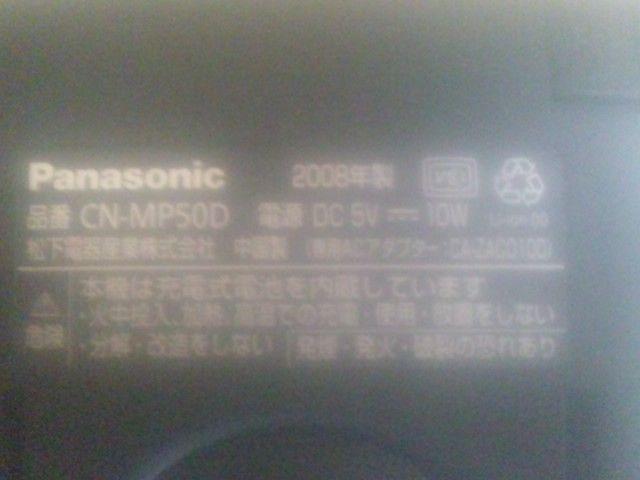 Panasonic 2008年製
品番 CN-MP50D 電源 DC 5V ⎓ 10W
松下電器産業株式会社 中国製 (専用ACアダプター:CA-ZAC010D)
本機は充電式電池を内蔵しています
危険 ・火中投入、加熱、高温での充電・使用・放置をしない
・分解・改造をしない 発煙・発火・破裂の恐れあり